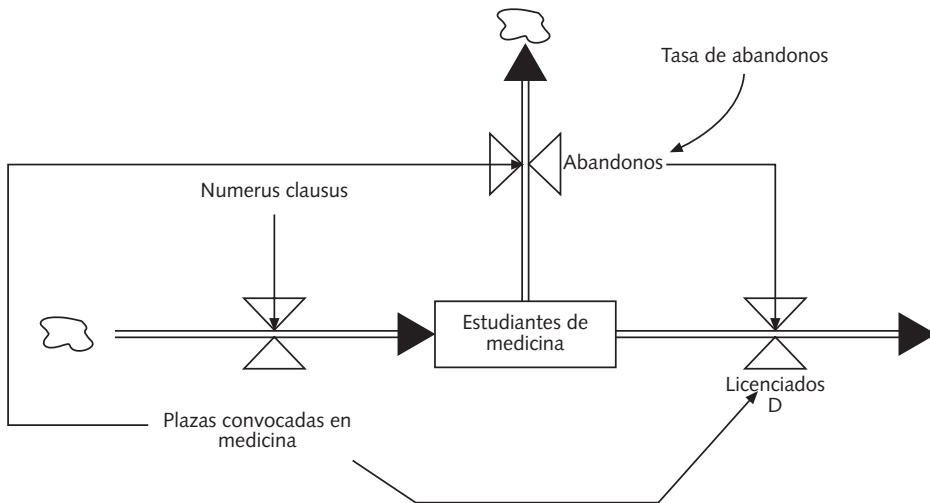 Tasa de abandonos
Abandonos
Numerus clausus
Estudiantes de
medicina
Licenciados
D
Plazas convocadas en
medicina